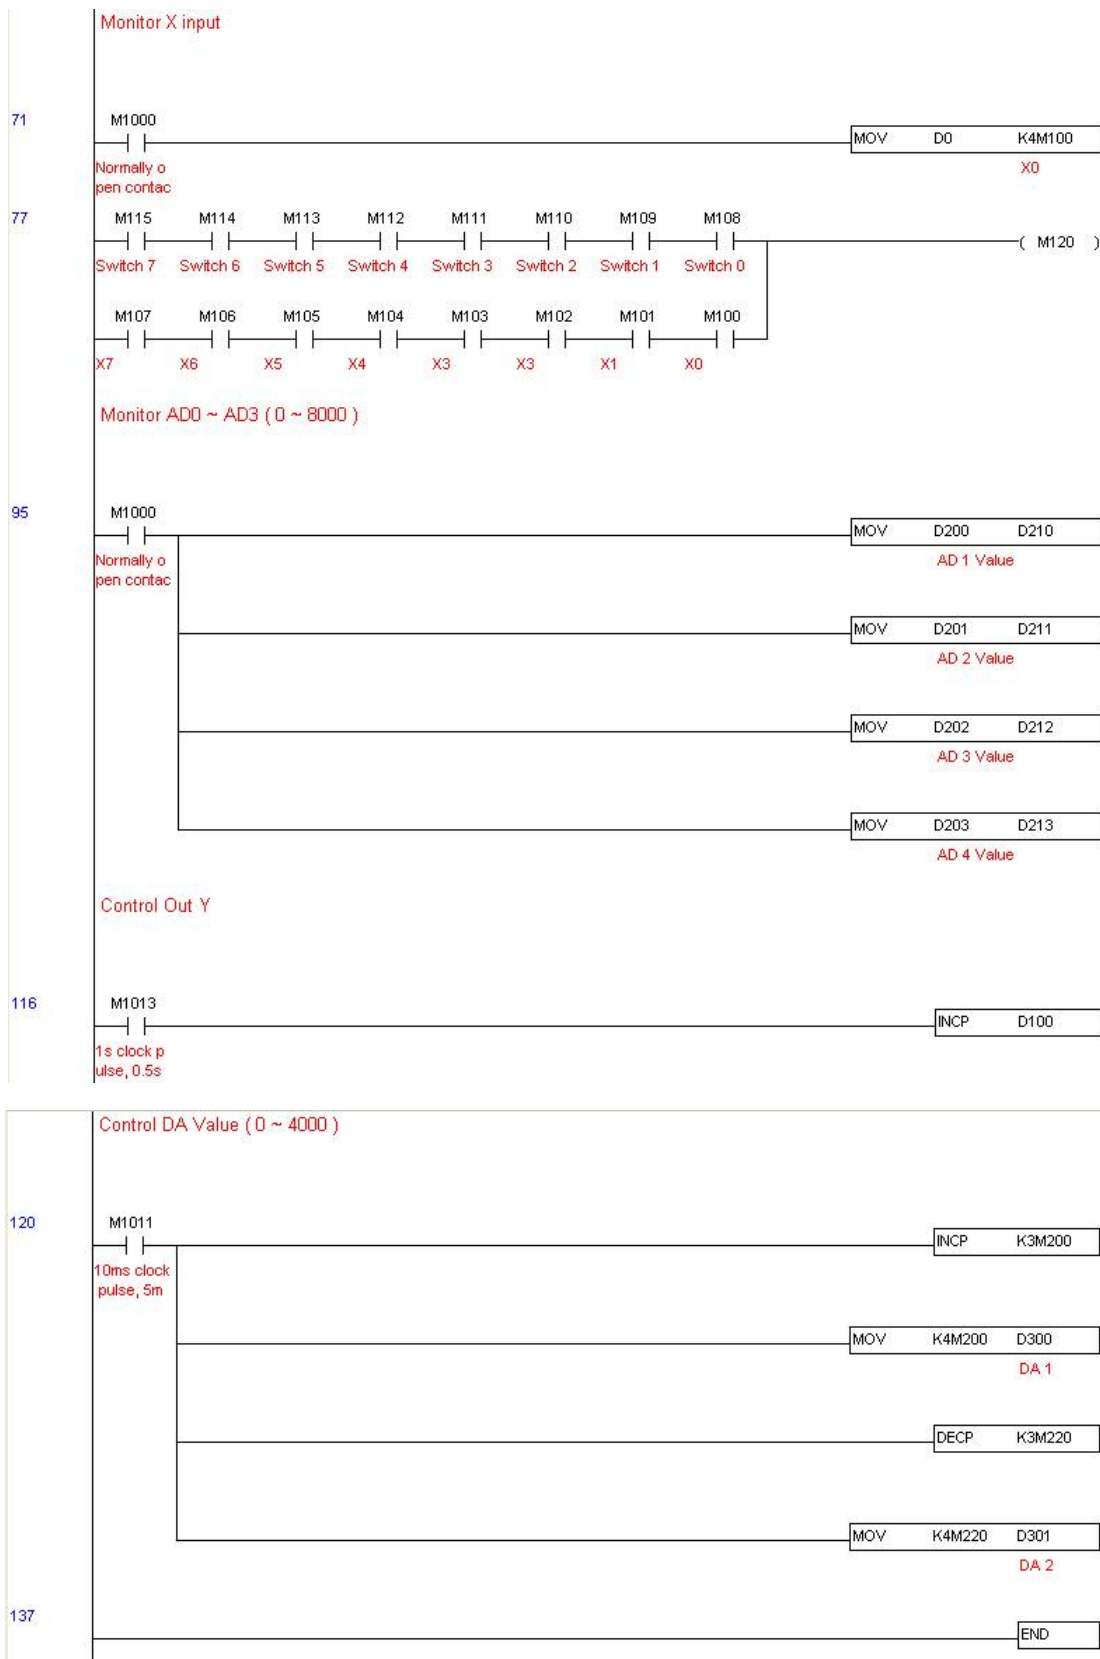 Monitor X input
71 M1000
MOV D0 K4M100
Normally o
pen contac
X0
77 M115 M114 M113 M112 M111 M110 M109 M108
( M120 )
Switch 7 Switch 6 Switch 5 Switch 4 Switch 3 Switch 2 Switch 1 Switch 0
M107 M106 M105 M104 M103 M102 M101 M100
X7 X6 X5 X4 X3 X3 X1 X0
Monitor AD0 ~ AD3 ( 0 ~ 8000 )
95 M1000
MOV D200 D210
Normally o
pen contac
AD 1 Value
MOV D201 D211
AD 2 Value
MOV D202 D212
AD 3 Value
MOV D203 D213
AD 4 Value
Control Out Y
116 M1013
INCP D100
1s clock p
ulse, 0.5s
Control DA Value ( 0 ~ 4000 )
120 M1011
INCP K3M200
10ms clock
pulse, 5m
MOV K4M200 D300
DA 1
DECP K3M220
MOV K4M220 D301
DA 2
137
END